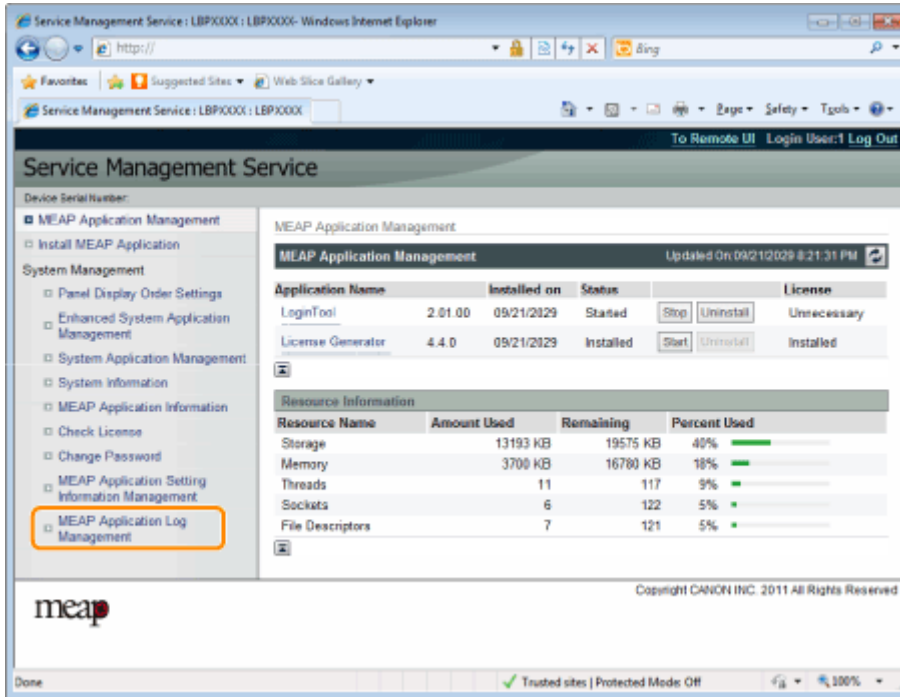 Service Management Service : LBPXXXX : LBPXXXX- Windows Internet Explorer
http://
Bing
Favorites Suggested Sites Web Slice Gallery
Service Management Service : LBPXXXX : LBPXXXX
Page Safety Tools
To Remote UI Login User:1 Log Out
Service Management Service
Device Serial Number:
MEAP Application Management
Install MEAP Application
System Management
Panel Display Order Settings
Enhanced System Application
Management
System Application Management
System Information
MEAP Application Information
Check License
Change Password
MEAP Application Setting
Information Management
MEAP Application Log
Management
MEAP Application Management
MEAP Application Management Updated On:09/21/2029 8:21:31 PM
Application Name Installed on Status License
LoginTool 2.01.00 09/21/2029 Started Stop Uninstall Unnecessary
License Generator 4.4.0 09/21/2029 Installed Start Uninstall Installed
Resource Information
Resource Name Amount Used Remaining Percent Used
Storage 13193 KB 19575 KB 40%
Memory 3700 KB 16780 KB 18%
Threads 11 117 9%
Sockets 6 122 5%
File Descriptors 7 121 5%
Copyright CANON INC. 2011 All Rights Reserved
meap
Done Trusted sites | Protected Mode: Off 100%